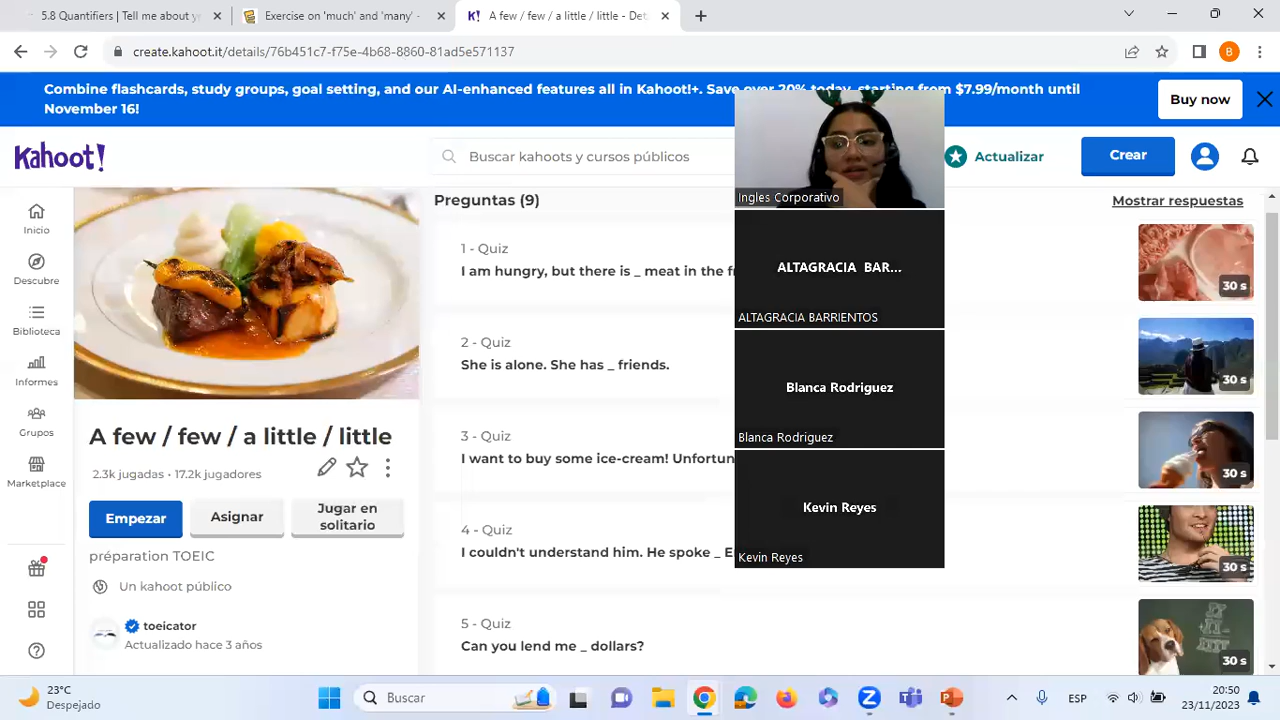 5.8 Quantifiers | Tell me about y
Exercise on 'much' and 'many' -
K! A few / few / a little / little - Det
create.kahoot.it/details/76b451c7-f75e-4b68-8860-81ad5e571137
B
Combine flashcards, study groups, goal setting, and our AI-enhanced features all in Kahoot!+. Save over 20% today, starting from $7.99/month until
November 16!
Buy now
Kahoot!
Buscar kahoots y cursos públicos
Actualizar
Crear
Inicio
Descubre
Biblioteca
Informes
Grupos
Marketplace
A few / few / a little / little
2.3k jugadas • 17.2k jugadores
Empezar
Asignar
Jugar en
solitario
préparation TOEIC
Un kahoot público
toeicator
Actualizado hace 3 años
Preguntas (9)
Mostrar respuestas
1 - Quiz
I am hungry, but there is _ meat in the fr
30 s
2 - Quiz
She is alone. She has _ friends.
30 s
3 - Quiz
I want to buy some ice-cream! Unfortun
30 s
4 - Quiz
I couldn't understand him. He spoke _ E
30 s
5 - Quiz
Can you lend me _ dollars?
30 s
Ingles Corporativo
ALTAGRACIA BAR...
ALTAGRACIA BARRIENTOS
Blanca Rodriguez
Blanca Rodriguez
Kevin Reyes
Kevin Reyes
23°C
Despejado
Buscar
ESP
20:50
23/11/2023